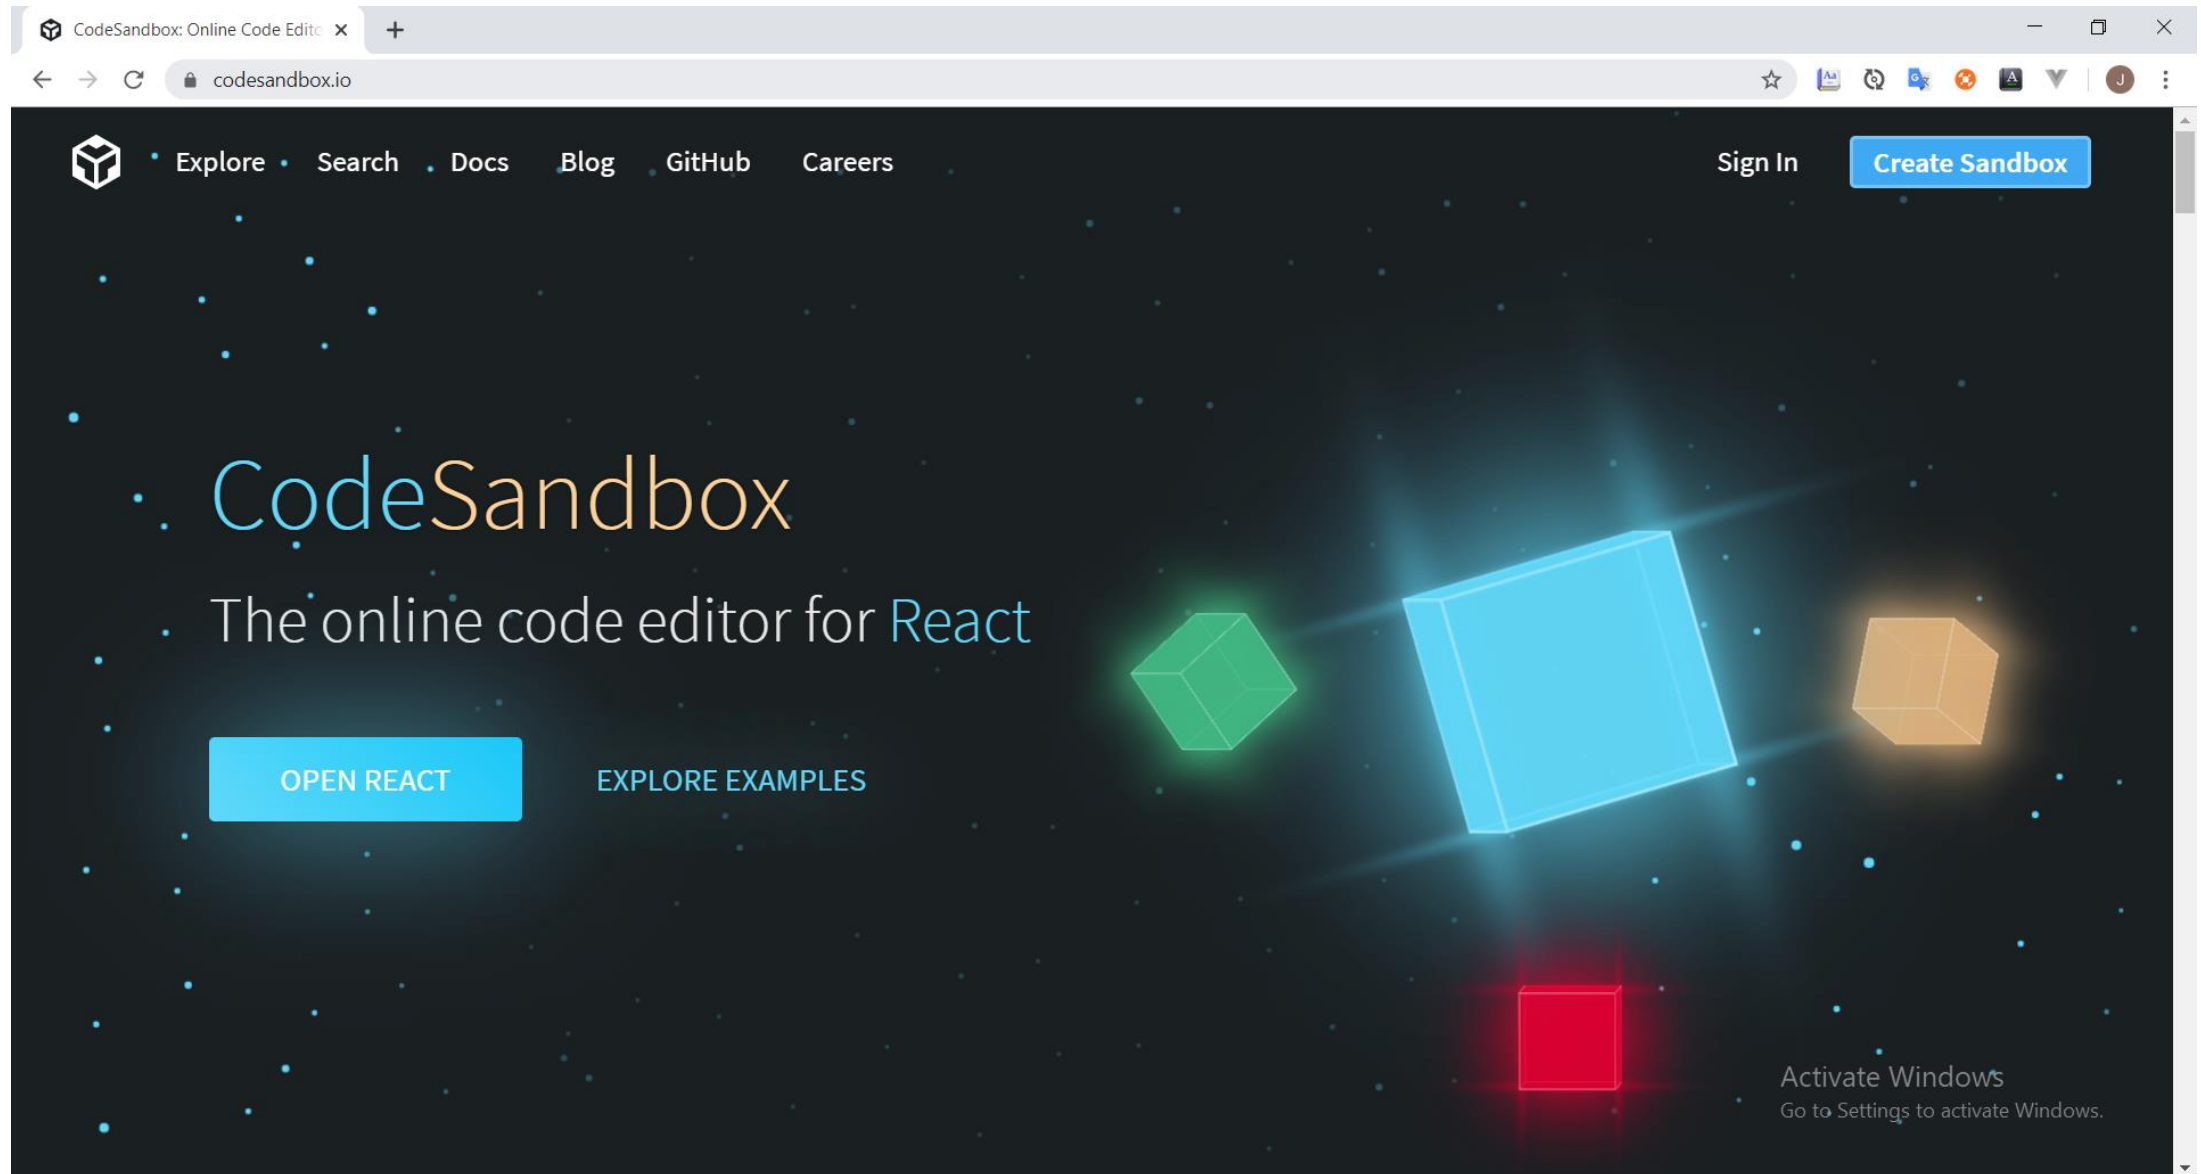 CodeSandbox: Online Code Edito
codesandbox.io
Explore Search Docs Blog GitHub Careers Sign In Create Sandbox
CodeSandbox
The online code editor for React
OPEN REACT EXPLORE EXAMPLES
Activate Windows
Go to Settings to activate Windows.
J